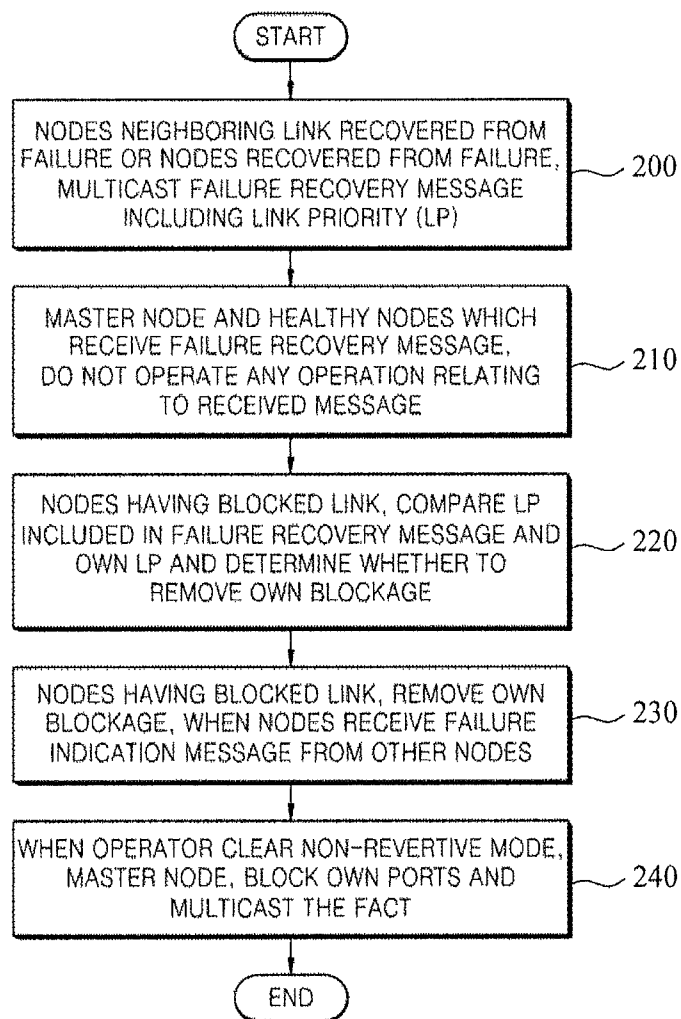 START
NODES NEIGHBORING LINK RECOVERED FROM
FAILURE OR NODES RECOVERED FROM FAILURE,
MULTICAST FAILURE RECOVERY MESSAGE
INCLUDING LINK PRIORITY (LP)
200
MASTER NODE AND HEALTHY NODES WHICH
RECEIVE FAILURE RECOVERY MESSAGE,
DO NOT OPERATE ANY OPERATION RELATING
TO RECEIVED MESSAGE
210
NODES HAVING BLOCKED LINK, COMPARE LP
INCLUDED IN FAILURE RECOVERY MESSAGE AND
OWN LP AND DETERMINE WHETHER TO
REMOVE OWN BLOCKAGE
220
NODES HAVING BLOCKED LINK, REMOVE OWN
BLOCKAGE, WHEN NODES RECEIVE FAILURE
INDICATION MESSAGE FROM OTHER NODES
230
WHEN OPERATOR CLEAR NON-REVERTIVE MODE,
MASTER NODE, BLOCK OWN PORTS AND
MULTICAST THE FACT
240
END